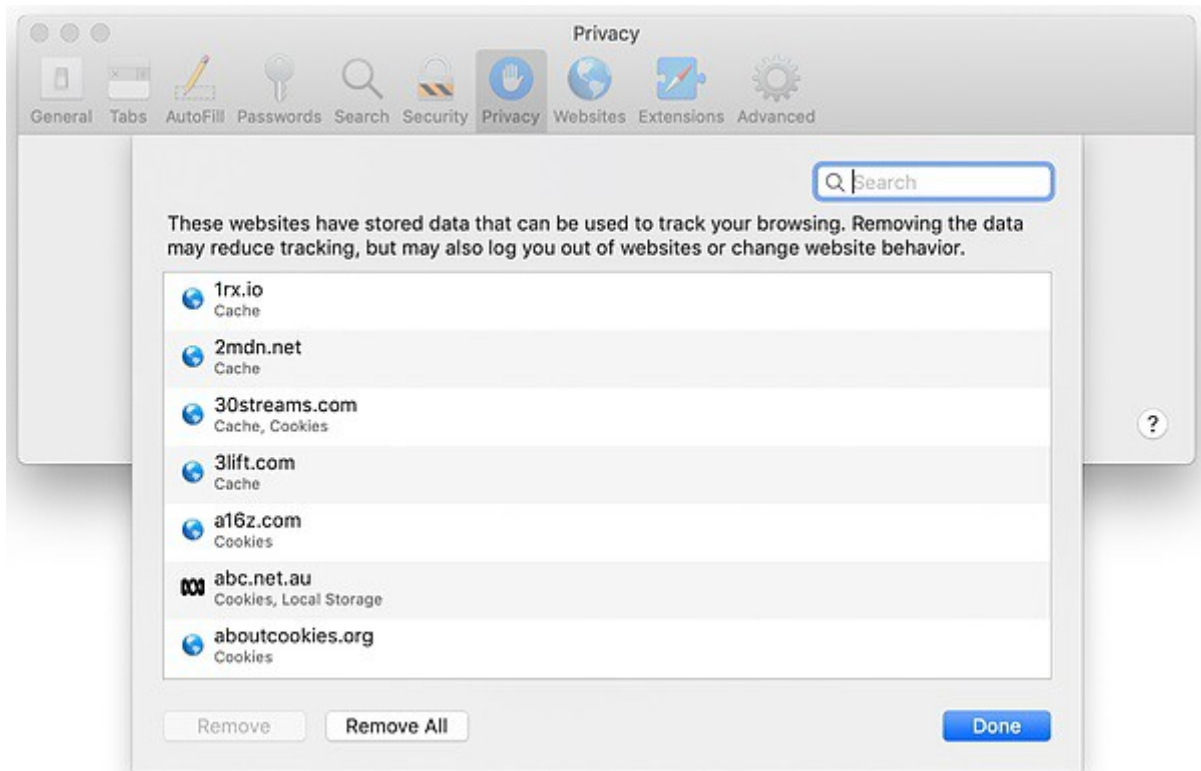 Privacy
General Tabs AutoFill Passwords Search Security Privacy Websites Extensions Advanced
Search
These websites have stored data that can be used to track your browsing. Removing the data
may reduce tracking, but may also log you out of websites or change website behavior.
1rx.io
Cache
2mdn.net
Cache
30streams.com
Cache, Cookies
3lift.com
Cache
a16z.com
Cookies
abc.net.au
Cookies, Local Storage
aboutcookies.org
Cookies
?
Remove Remove All Done